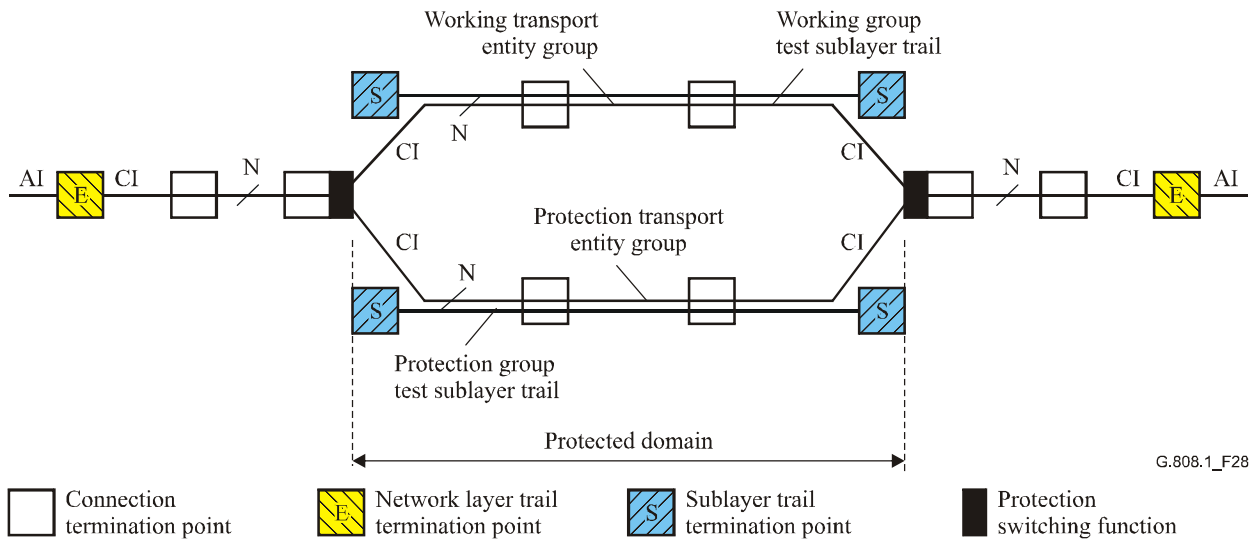 Working transport
entity group
Working group
test sublayer trail
S
S
N
CI
CI
AI
E
CI
N
N
CI
E
AI
Protection transport
entity group
CI
CI
N
S
S
Protection group
test sublayer trail
Protected domain
G.808.1_F28
Connection
termination point
E
Network layer trail
termination point
S
Sublayer trail
termination point
Protection
switching function